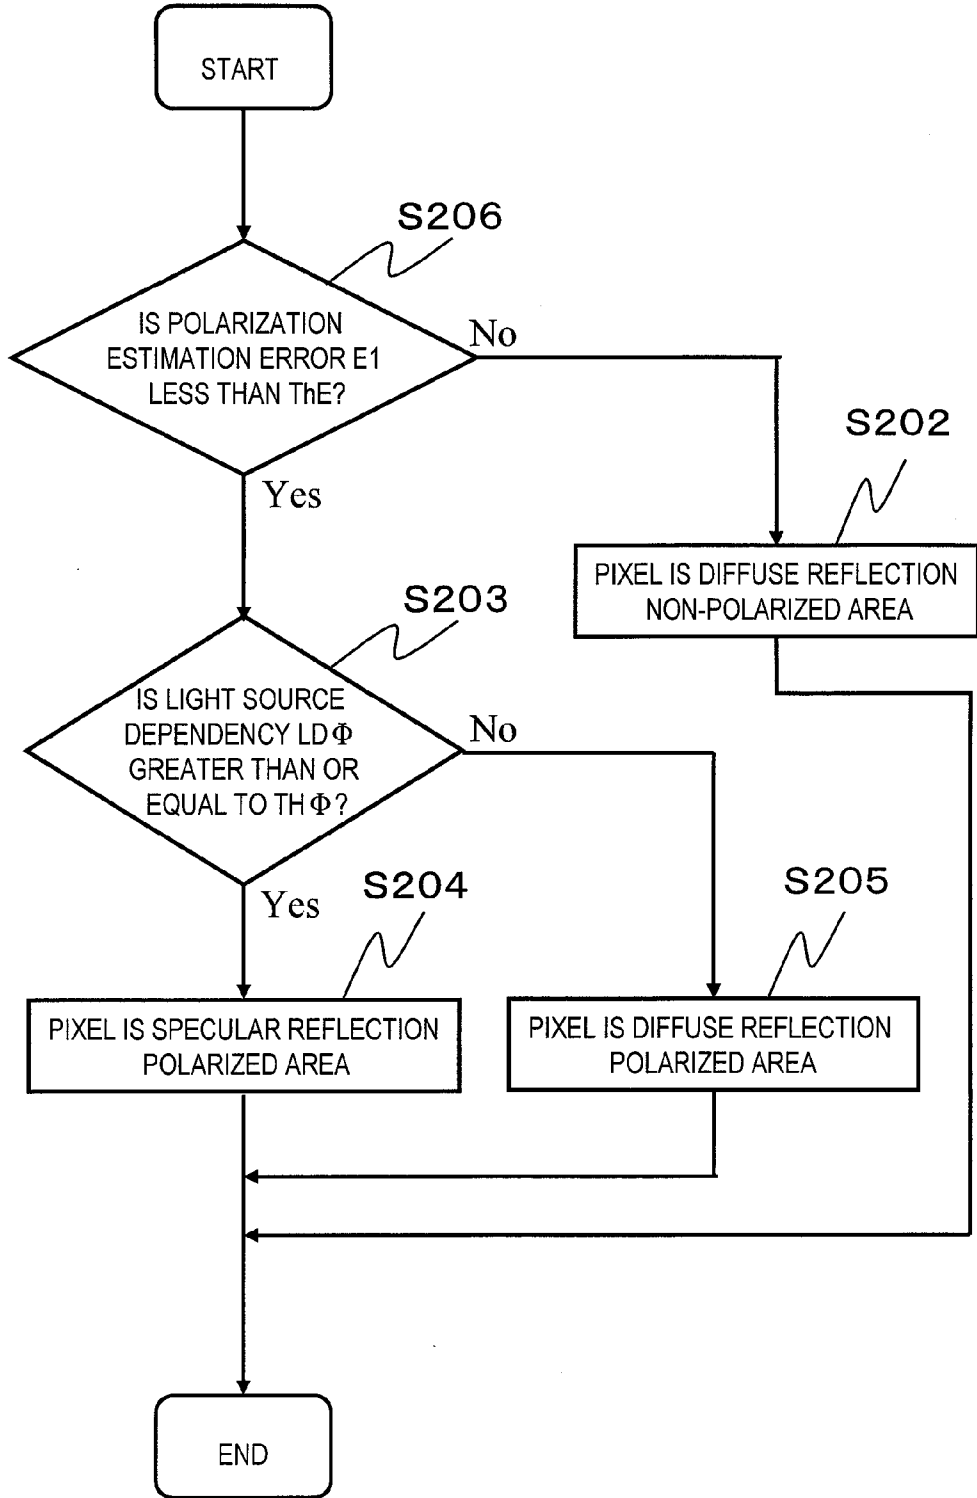 START
S206
IS POLARIZATION
ESTIMATION ERROR E1
LESS THAN ThE?
No
Yes
S202
PIXEL IS DIFFUSE REFLECTION
NON-POLARIZED AREA
S203
IS LIGHT SOURCE
DEPENDENCY LDΦ
GREATER THAN OR
EQUAL TO THΦ?
No
Yes
S204
PIXEL IS SPECULAR REFLECTION
POLARIZED AREA
S205
PIXEL IS DIFFUSE REFLECTION
POLARIZED AREA
END